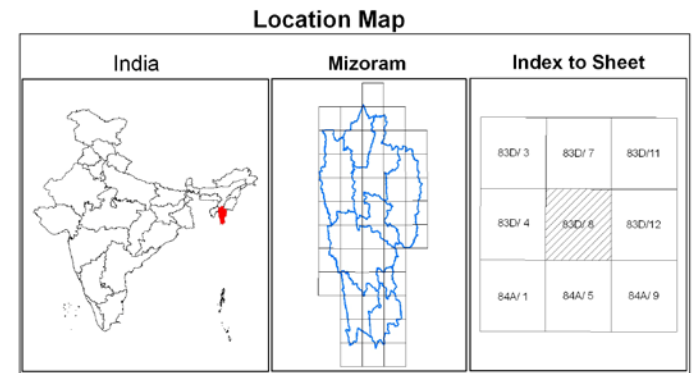 Location Map
India
Mizoram
Index to Sheet
83D/ 3 83D/ 7 83D/11
83D/ 4 83D/ 8 83D/12
84A/ 1 84A/ 5 84A/ 9